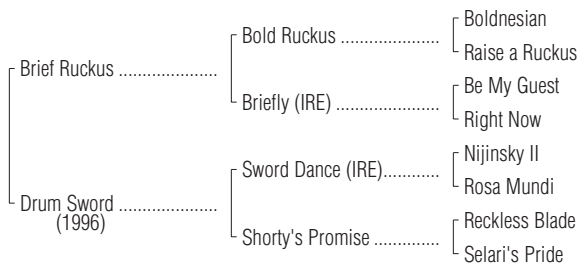 Boldnesian
Bold Ruckus ....................
Raise a Ruckus
Brief Ruckus ....................
Be My Guest
Briefly (IRE) .....................
Right Now
Nijinsky II
Sword Dance (IRE)............
Rosa Mundi
Drum Sword ....................
(1996)
Reckless Blade
Shorty's Promise .............
Selari's Pride